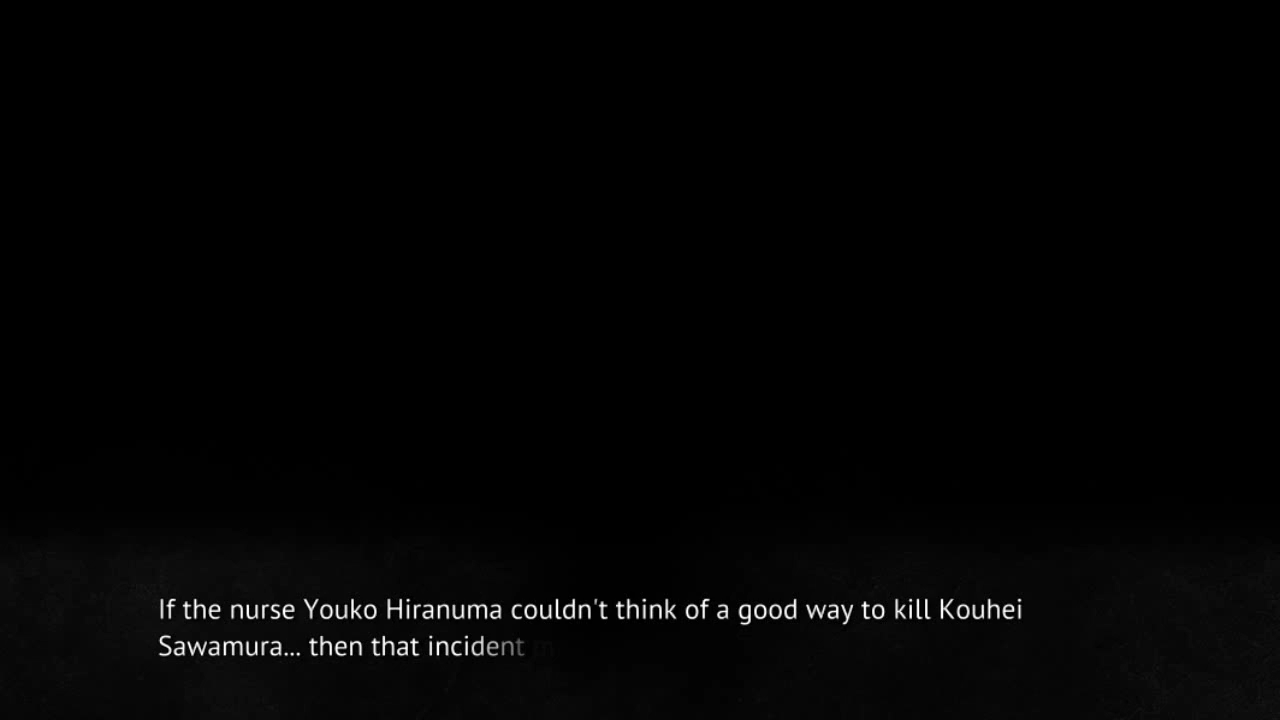 If the nurse Youko Hiranuma couldn't think of a good way to kill Kouhei
Sawamura... then that incident